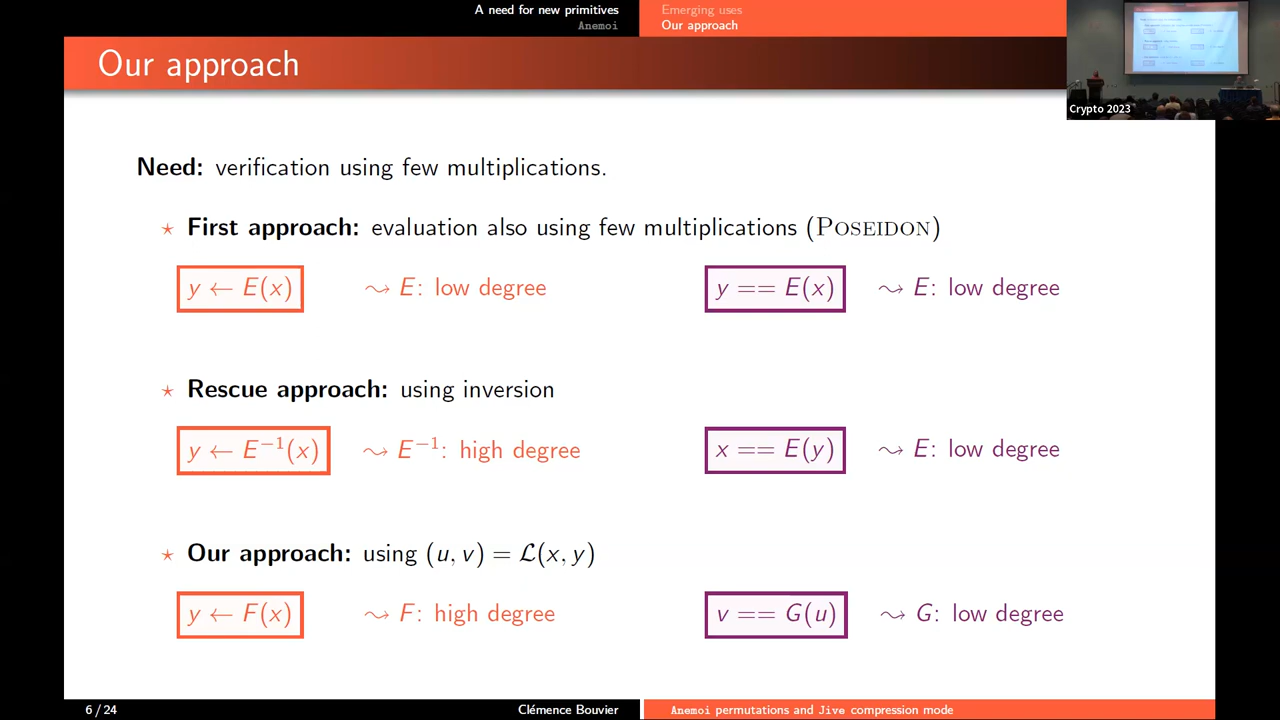 A need for new primitives
Anemoi
Emerging uses
Our approach
Our approach
Crypto 2023
Need: verification using few multiplications.
⋆ First approach: evaluation also using few multiplications (POSEIDON)
y ← E(x) ⤳ E: low degree y == E(x) ⤳ E: low degree
⋆ Rescue approach: using inversion
y ← E⁻¹(x) ⤳ E⁻¹: high degree x == E(y) ⤳ E: low degree
⋆ Our approach: using (u, v) = ℒ(x, y)
y ← F(x) ⤳ F: high degree v == G(u) ⤳ G: low degree
6 / 24 Clémence Bouvier Anemoi permutations and Jive compression mode